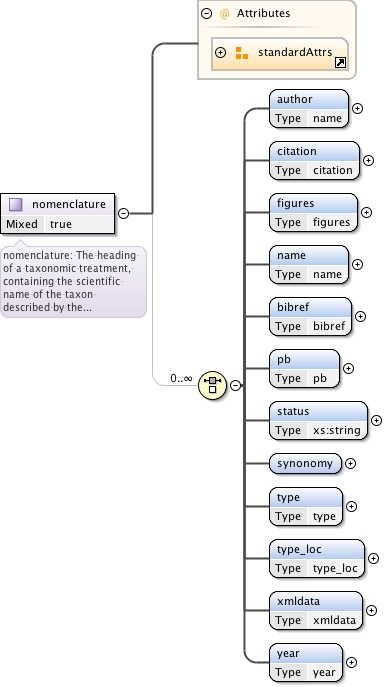 @ Attributes
standardAttrs
nomenclature
Mixed true
nomenclature: The heading
of a taxonomic treatment,
containing the scientific
name of the taxon
described by the...
0..∞
author
Type name
citation
Type citation
figures
Type figures
name
Type name
bibref
Type bibref
pb
Type pb
status
Type xs:string
synonomy
type
Type type
type_loc
Type type_loc
xmldata
Type xmldata
year
Type year